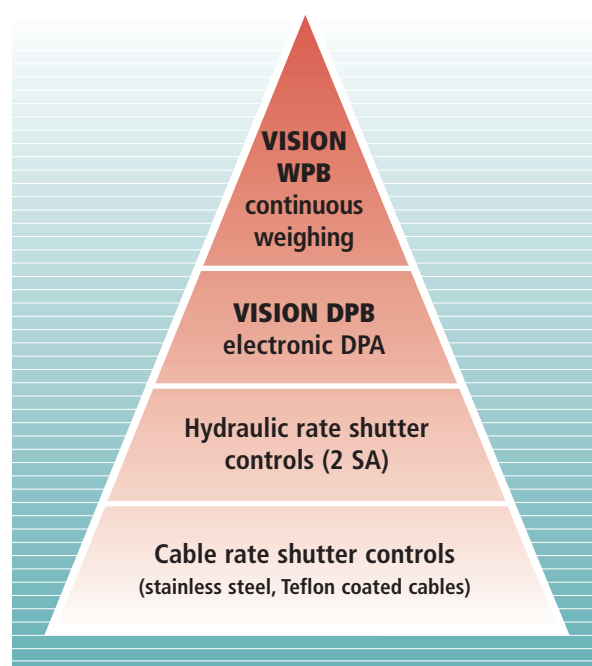 VISION
WPB
continuous
weighing
VISION DPB
electronic DPA
Hydraulic rate shutter
controls (2 SA)
Cable rate shutter controls
(stainless steel, Teflon coated cables)